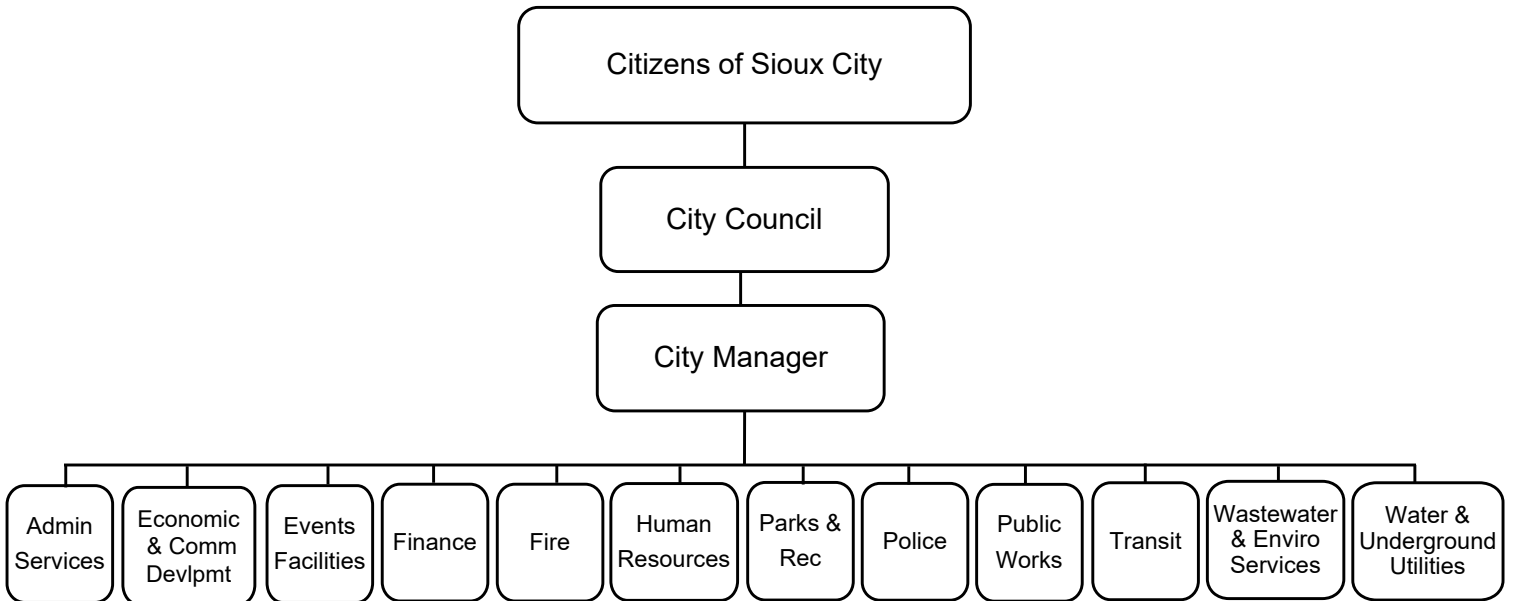 Citizens of Sioux City
City Council
City Manager
Admin
Services
Economic
& Comm
Devlpmt
Events
Facilities
Finance
Fire
Human
Resources
Parks &
Rec
Police
Public
Works
Transit
Wastewater
& Enviro
Services
Water &
Underground
Utilities